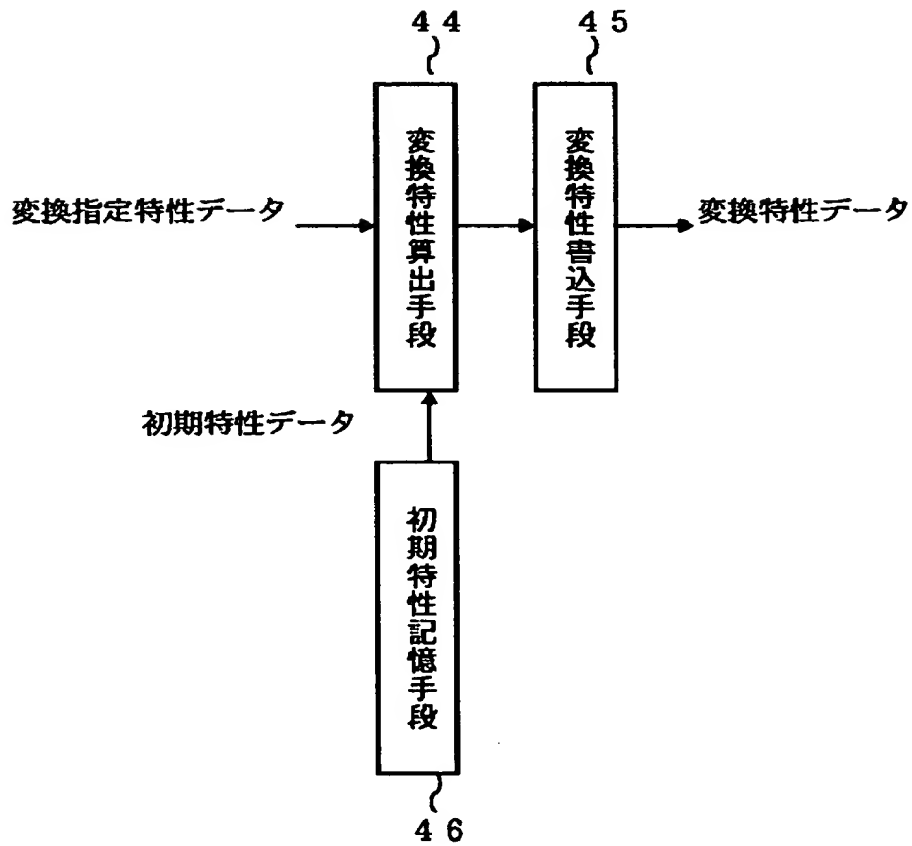 ４４
４５
変換特性算出手段
変換特性書込手段
変換指定特性データ
変換特性データ
初期特性データ
初期特性記憶手段
４６